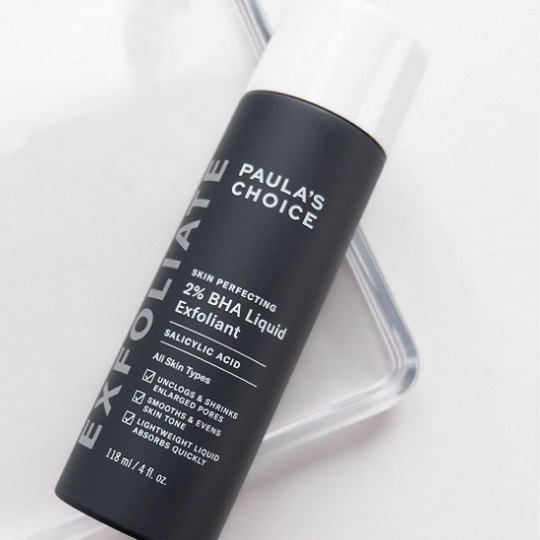 EXFOLIATE
PAULA'S
CHOICE
SKIN PERFECTING
2% BHA Liquid
Exfoliant
SALICYLIC ACID
All Skin Types
UNCLOGS & SHRINKS
ENLARGED PORES
SMOOTHS & EVENS
SKIN TONE
LIGHTWEIGHT LIQUID
ABSORBS QUICKLY
118 ml / 4 fl. oz.